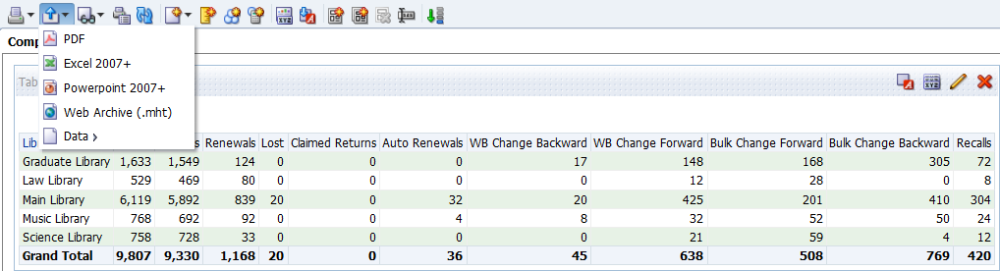 Comp
PDF
Excel 2007+
Powerpoint 2007+
Web Archive (.mht)
Data >
Tab
XYZ
Lib s Renewals Lost Claimed Returns Auto Renewals WB Change Backward WB Change Forward Bulk Change Forward Bulk Change Backward Recalls
Graduate Library 1,633 1,549 124 0 0 0 17 148 168 305 72
Law Library 529 469 80 0 0 0 0 12 28 0 8
Main Library 6,119 5,892 839 20 0 32 20 425 201 410 304
Music Library 768 692 92 0 0 4 8 32 52 50 24
Science Library 758 728 33 0 0 0 0 21 59 4 12
Grand Total 9,807 9,330 1,168 20 0 36 45 638 508 769 420